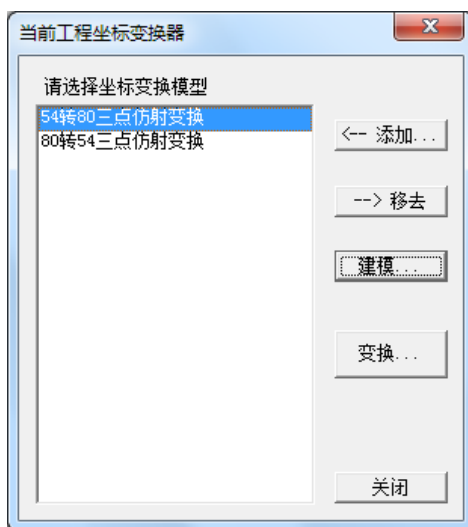 当前工程坐标变换器
请选择坐标变换模型
54转80三点仿射变换
80转54三点仿射变换
<-- 添加...
--> 移去
建模...
变换...
关闭